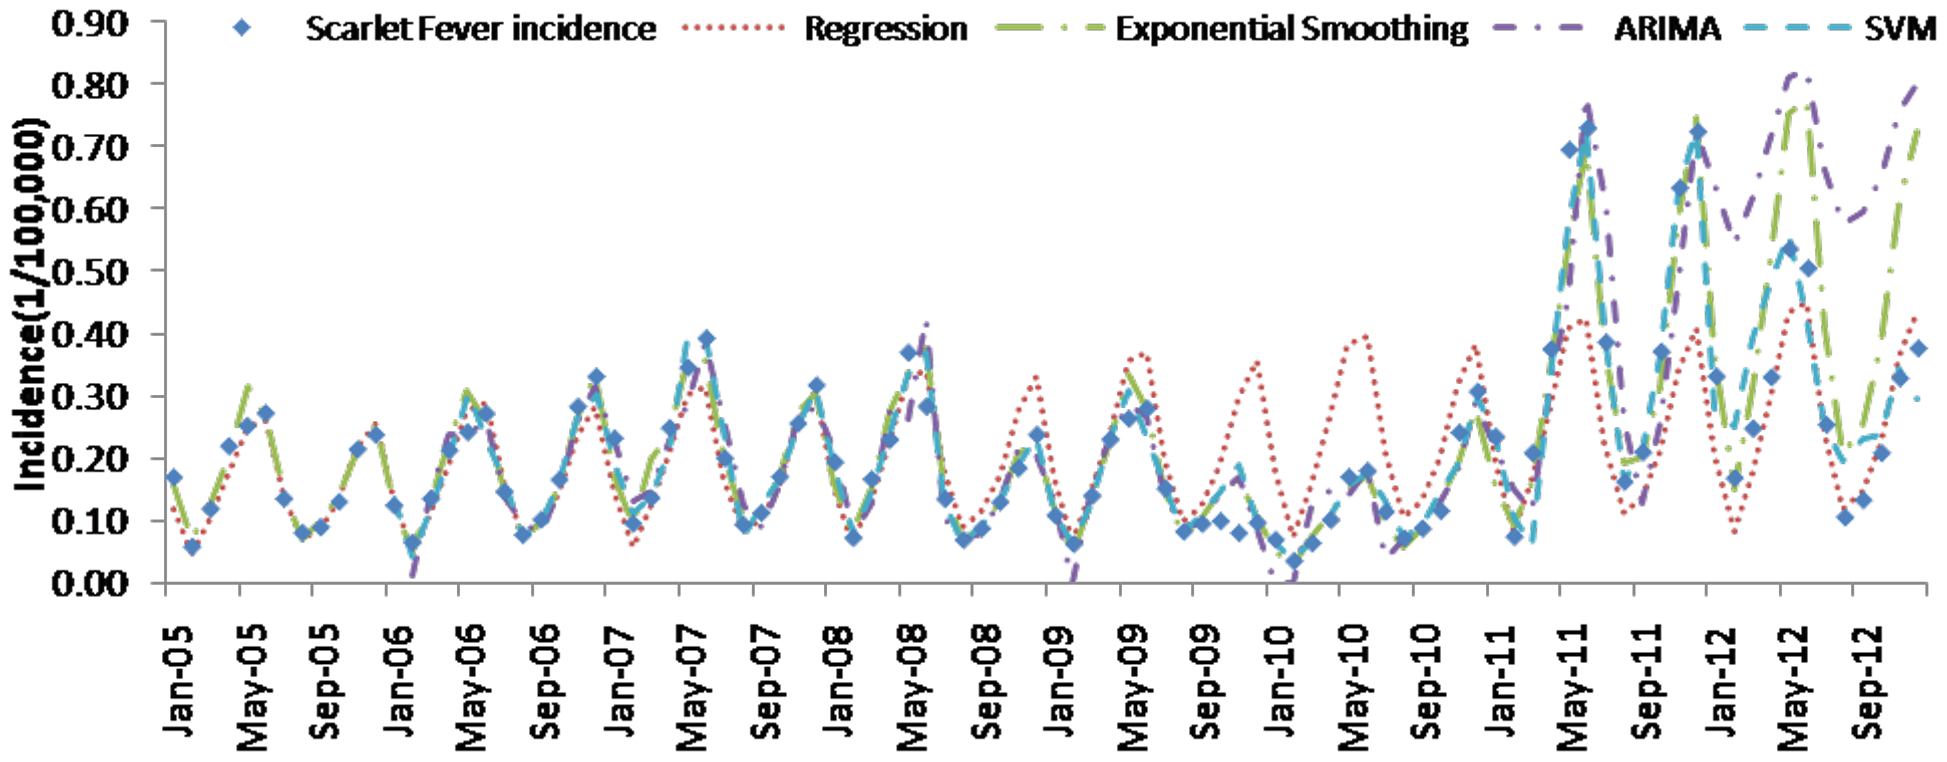 Scarlet Fever incidence Regression Exponential Smoothing ARIMA SVM
Incidence(1/100,000)
0.90
0.80
0.70
0.60
0.50
0.40
0.30
0.20
0.10
0.00
Jan-05
May-05
Sep-05
Jan-06
May-06
Sep-06
Jan-07
May-07
Sep-07
Jan-08
May-08
Sep-08
Jan-09
May-09
Sep-09
Jan-10
May-10
Sep-10
Jan-11
May-11
Sep-11
Jan-12
May-12
Sep-12